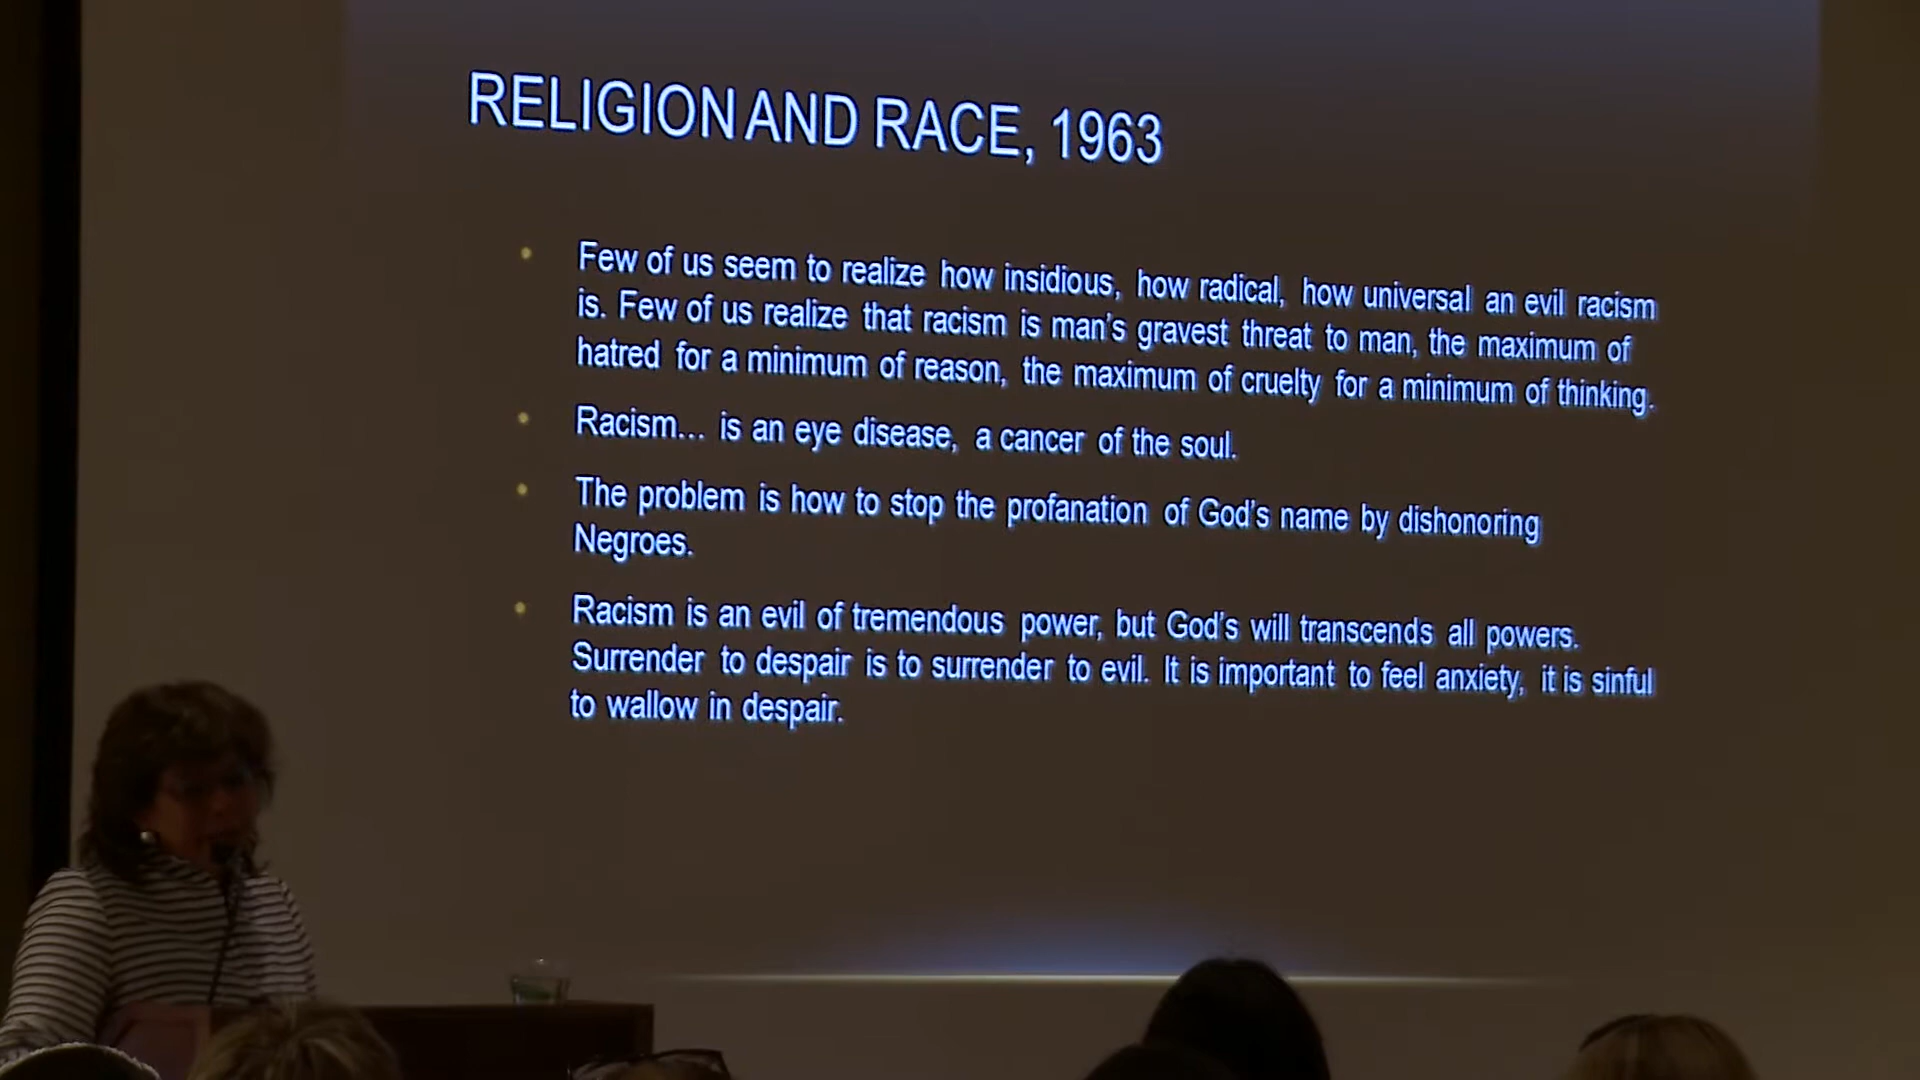 RELIGION AND RACE, 1963
• Few of us seem to realize how insidious, how radical, how universal an evil racism
is. Few of us realize that racism is man's gravest threat to man, the maximum of
hatred for a minimum of reason, the maximum of cruelty for a minimum of thinking.
• Racism... is an eye disease, a cancer of the soul.
• The problem is how to stop the profanation of God's name by dishonoring
Negroes.
• Racism is an evil of tremendous power, but God's will transcends all powers.
Surrender to despair is to surrender to evil. It is important to feel anxiety, it is sinful
to wallow in despair.